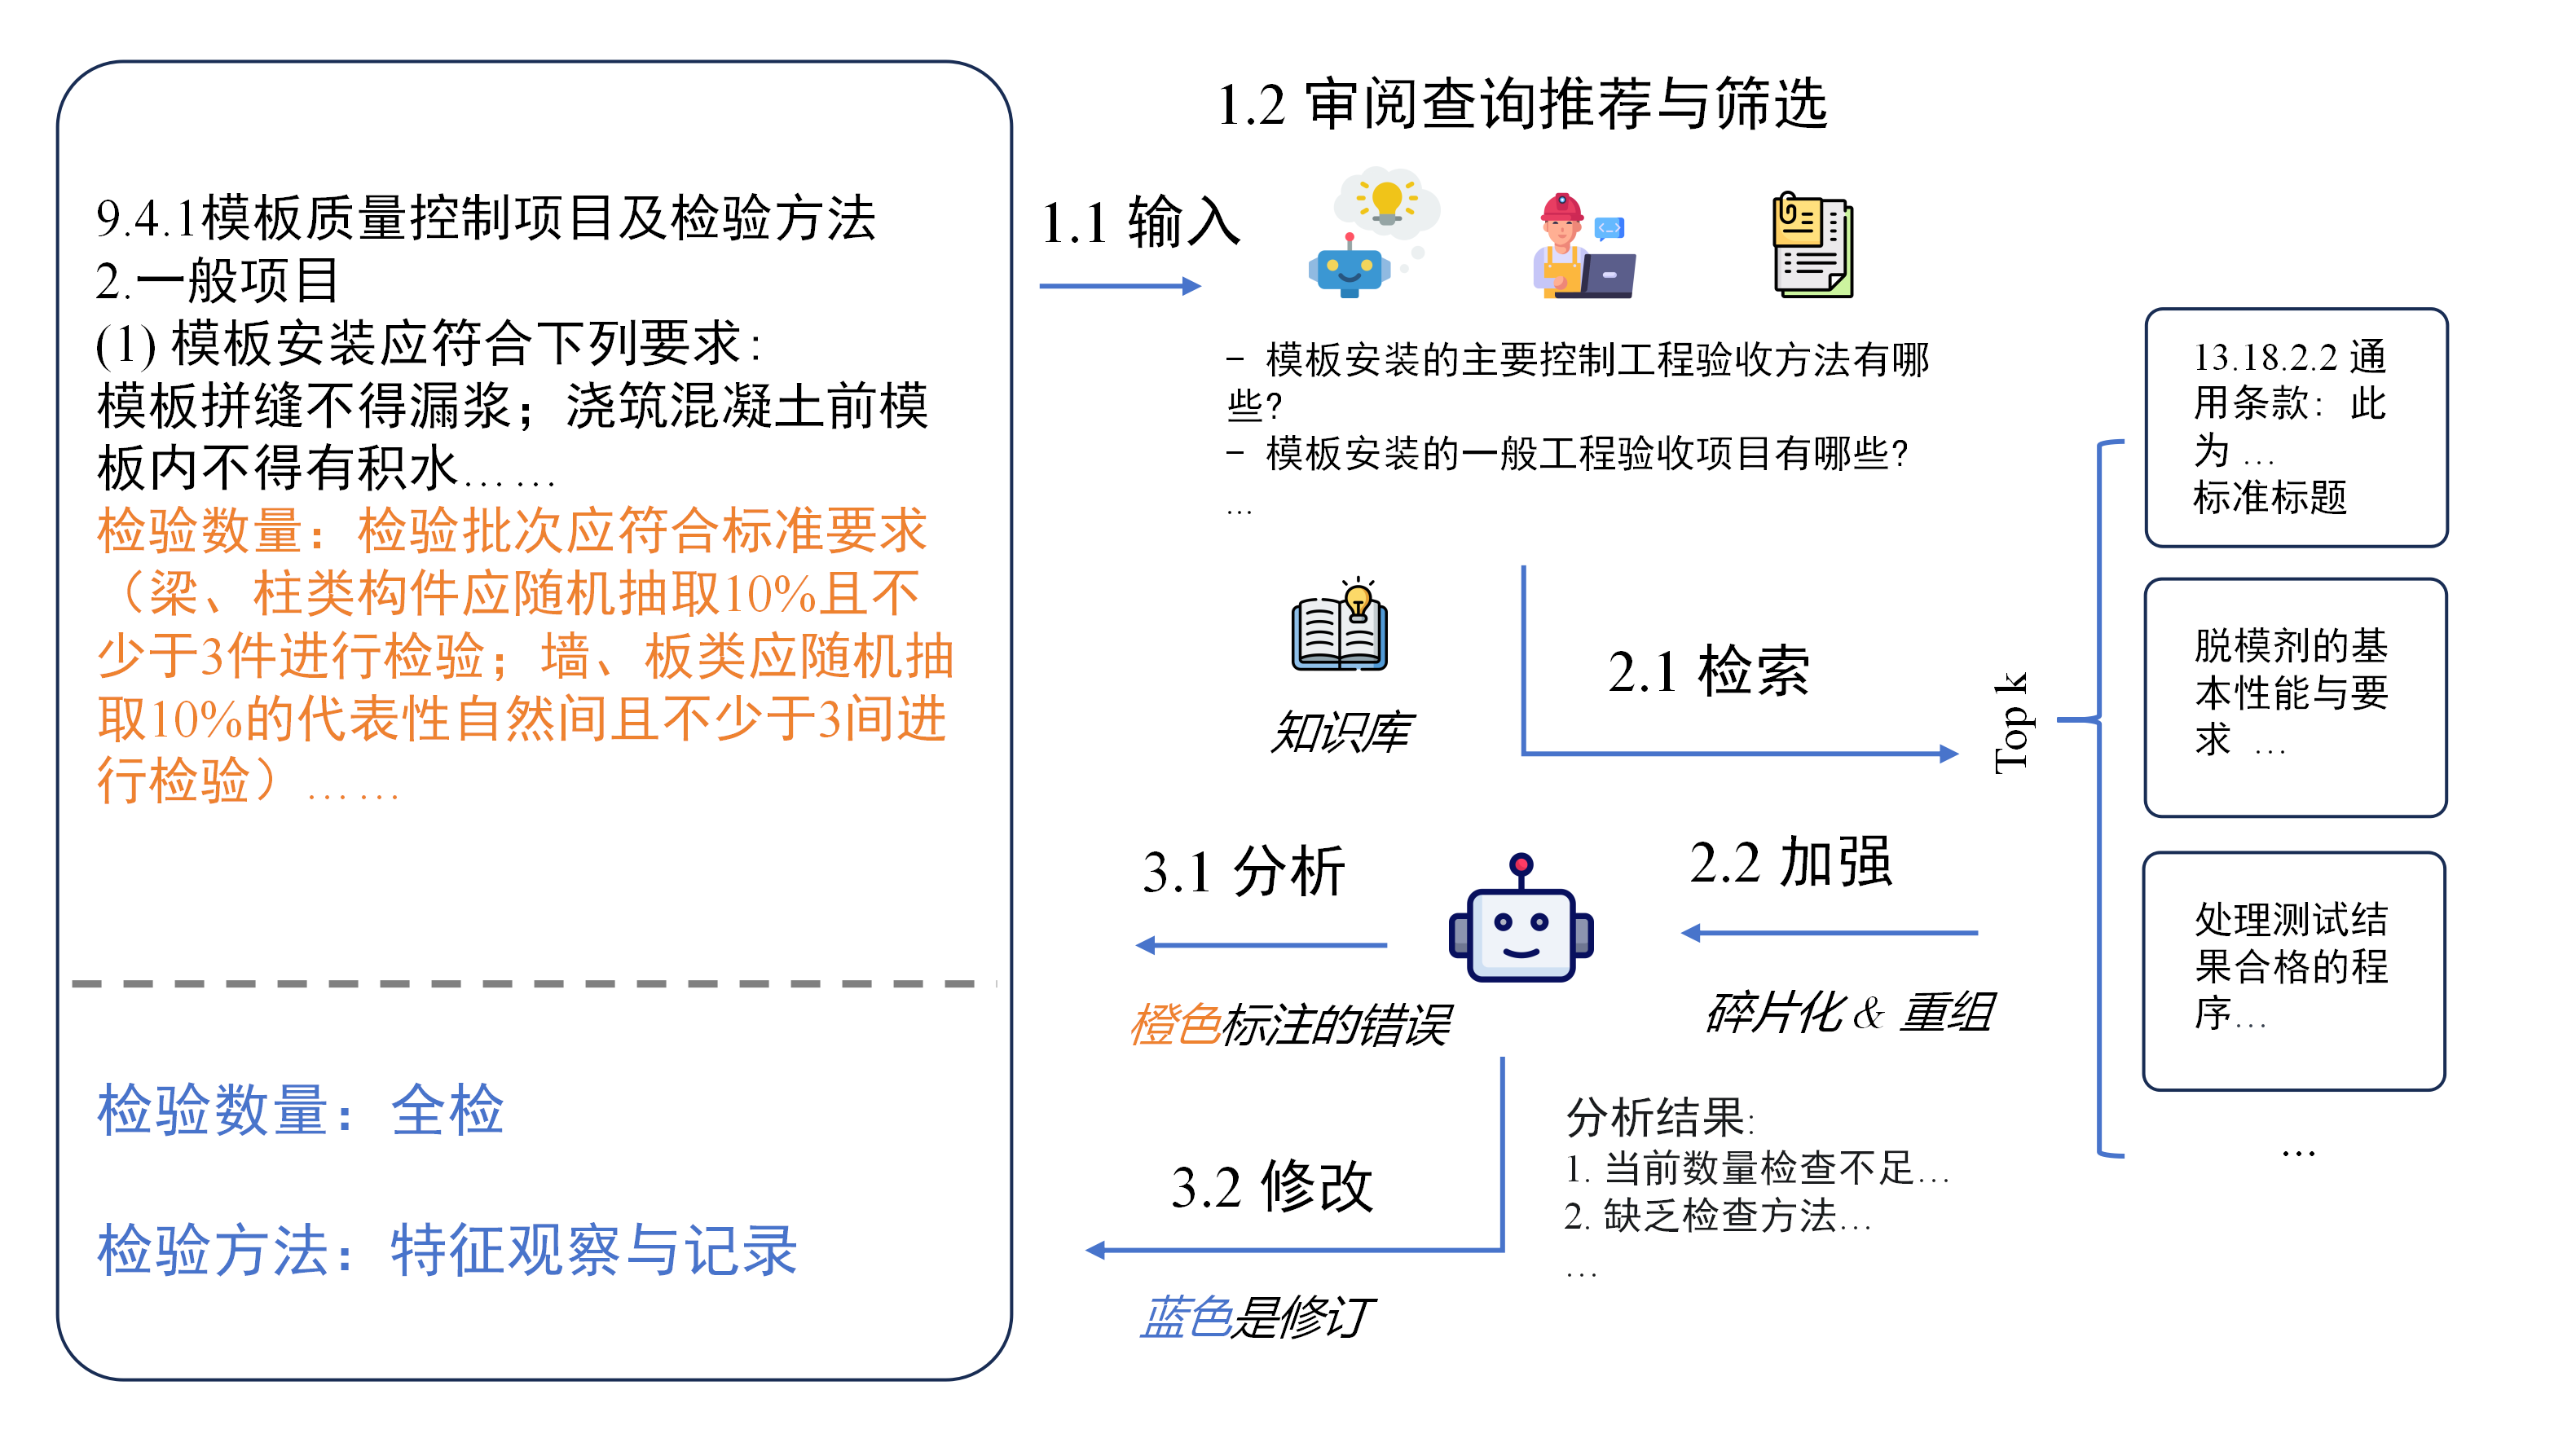 9.4.1模板质量控制项目及检验方法
2.一般项目
(1) 模板安装应符合下列要求:
模板拼缝不得漏浆；浇筑混凝土前模
板内不得有积水……
检验数量：检验批次应符合标准要求
（梁、柱类构件应随机抽取10%且不
少于3件进行检验；墙、板类应随机抽
取10%的代表性自然间且不少于3间进
行检验）……
检验数量：全检
检验方法：特征观察与记录
1.1 输入
1.2 审阅查询推荐与筛选
- 模板安装的主要控制工程验收方法有哪
些?
- 模板安装的一般工程验收项目有哪些?
...
知识库
2.1 检索
Top k
13.18.2.2 通
用条款: 此
为 ...
标准标题
脱模剂的基
本性能与要
求 ...
处理测试结
果合格的程
序...
...
2.2 加强
碎片化 & 重组
3.1 分析
橙色标注的错误
分析结果:
1. 当前数量检查不足...
2. 缺乏检查方法...
...
3.2 修改
蓝色是修订